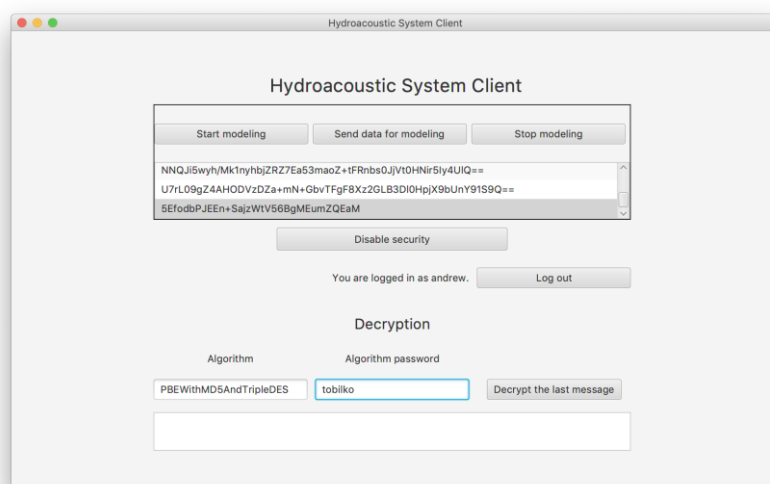 Hydroacoustic System Client
Hydroacoustic System Client
Start modeling Send data for modeling Stop modeling
NNQJi5wyh/Mk1nyhbjZRZ7Ea53maoZ+tFRnbs0JjVt0HNir5Iy4UlQ==
U7rL09gZ4AHODVzDZa+mN+GbvTFgF8Xz2GLB3DI0HpjX9bUnY91S9Q==
5EfodbPJEEn+SajzWtV56BgMEumZQEaM
Disable security
You are logged in as andrew. Log out
Decryption
Algorithm Algorithm password
PBEWithMD5AndTripleDES tobilko Decrypt the last message